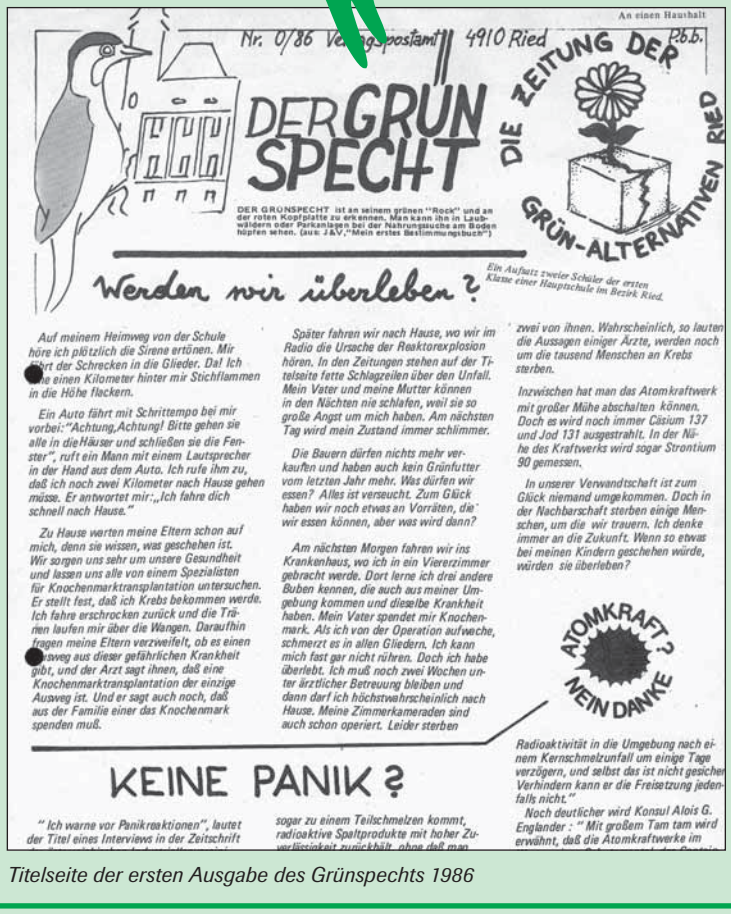 An einen Haushalt
Nr. 0/86 Verlagspostamt 4910 Ried P.b.b.
DER GRÜN
SPECHT
DIE ZEITUNG DER
GRÜN-ALTERNATIVEN RIED
DER GRÜNSPECHT ist an seinem grünen "Rock" und an
der roten Kopfplatte zu erkennen. Man kann ihn in Laub-
wäldern oder Parkanlagen bei der Nahrungssuche am Boden
hüpfen sehen. (aus: J&V,"Mein erstes Bestimmungsbuch")
Werden wir überleben?
Ein Aufsatz zweier Schüler der ersten
Klasse einer Hauptschule im Bezirk Ried.
Auf meinem Heimweg von der Schule
höre ich plötzlich die Sirene ertönen. Mir
fährt der Schrecken in die Glieder. Da! Ich
sehe einen Kilometer hinter mir Stichflammen
in die Höhe flackern.
Ein Auto fährt mit Schrittempo bei mir
vorbei:"Achtung,Achtung! Bitte gehen sie
alle in dieHäuser und schließen sie die Fen-
ster", ruft ein Mann mit einem Lautsprecher
in der Hand aus dem Auto. Ich rufe ihm zu,
daß ich noch zwei Kilometer nach Hause gehen
müsse. Er antwortet mir:„Ich fahre dich
schnell nach Hause."
Zu Hause warten meine Eltern schon auf
mich, denn sie wissen, was geschehen ist.
Wir sorgen uns sehr um unsere Gesundheit
und lassen uns alle von einem Spezialisten
für Knochenmarktransplantation untersuchen.
Er stellt fest, daß ich Krebs bekommen werde.
Ich fahre erschrocken zurück und die Trä-
nen laufen mir über die Wangen. Daraufhin
fragen meine Eltern verzweifelt, ob es einen
Ausweg aus dieser gefährlichen Krankheit
gibt, und der Arzt sagt ihnen, daß eine
Knochenmarktransplantation der einzige
Ausweg ist. Und er sagt auch noch, daß
aus der Familie einer das Knochenmark
spenden muß.
Später fahren wir nach Hause, wo wir im
Radio die Ursache der Reaktorexplosion
hören. In den Zeitungen stehen auf der Ti-
telseite fette Schlagzeilen über den Unfall.
Mein Vater und meine Mutter können
in den Nächten nie schlafen, weil sie so
große Angst um mich haben. Am nächsten
Tag wird mein Zustand immer schlimmer.
Die Bauern dürfen nichts mehr ver-
kaufen und haben auch kein Grünfutter
vom letzten Jahr mehr. Was dürfen wir
essen? Alles ist verseucht. Zum Glück
haben wir noch etwas an Vorräten, die
wir essen können, aber was wird dann?
Am nächsten Morgen fahren wir ins
Krankenhaus, wo ich in ein Viererzimmer
gebracht werde. Dort lerne ich drei andere
Buben kennen, die auch aus meiner Um-
gebung kommen und dieselbe Krankheit
haben. Mein Vater spendet mir Knochen-
mark. Als ich von der Operation aufwache,
schmerzt es in allen Gliedern. Ich kann
mich fast gar nicht rühren. Doch ich habe
überlebt. Ich muß noch zwei Wochen un-
ter ärztlicher Betreuung bleiben und
dann darf ich höchstwahrscheinlich nach
Hause. Meine Zimmerkameraden sind
auch schon operiert. Leider sterben
zwei von ihnen. Wahrscheinlich, so lauten
die Aussagen einiger Ärzte, werden noch
um die tausend Menschen an Krebs
sterben.
Inzwischen hat man das Atomkraftwerk
mit großer Mühe abschalten können.
Doch es wird noch immer Cäsium 137
und Jod 131 ausgestrahlt. In der Nä-
he des Kraftwerks wird sogar Strontium
90 gemessen.
In unserer Verwandtschaft ist zum
Glück niemand umgekommen. Doch in
der Nachbarschaft sterben einige Men-
schen, um die wir trauern. Ich denke
immer an die Zukunft. Wenn so etwas
bei meinen Kindern geschehen würde,
würden sie überleben?
ATOMKRAFT?
NEIN DANKE
KEINE PANIK?
"Ich warne vor Panikreaktionen", lautet
der Titel eines Interviews in der Zeitschrift
sogar zu einem Teilschmelzen kommt,
radioaktive Spaltprodukte mit hoher Zu-
verlässigkeit zurückhält, ohne daß man
Radioaktivität in die Umgebung nach ei-
nem Kernschmelzunfall um einige Tage
verzögern, und selbst das ist nicht gesichert
Verhindern kann er die Freisetzung jeden-
falls nicht."
Noch deutlicher wird Konsul Alois G.
Englander : "Mit großem Tam tam wird
erwähnt, daß die Atomkraftwerke im
Titelseite der ersten Ausgabe des Grünspechts 1986